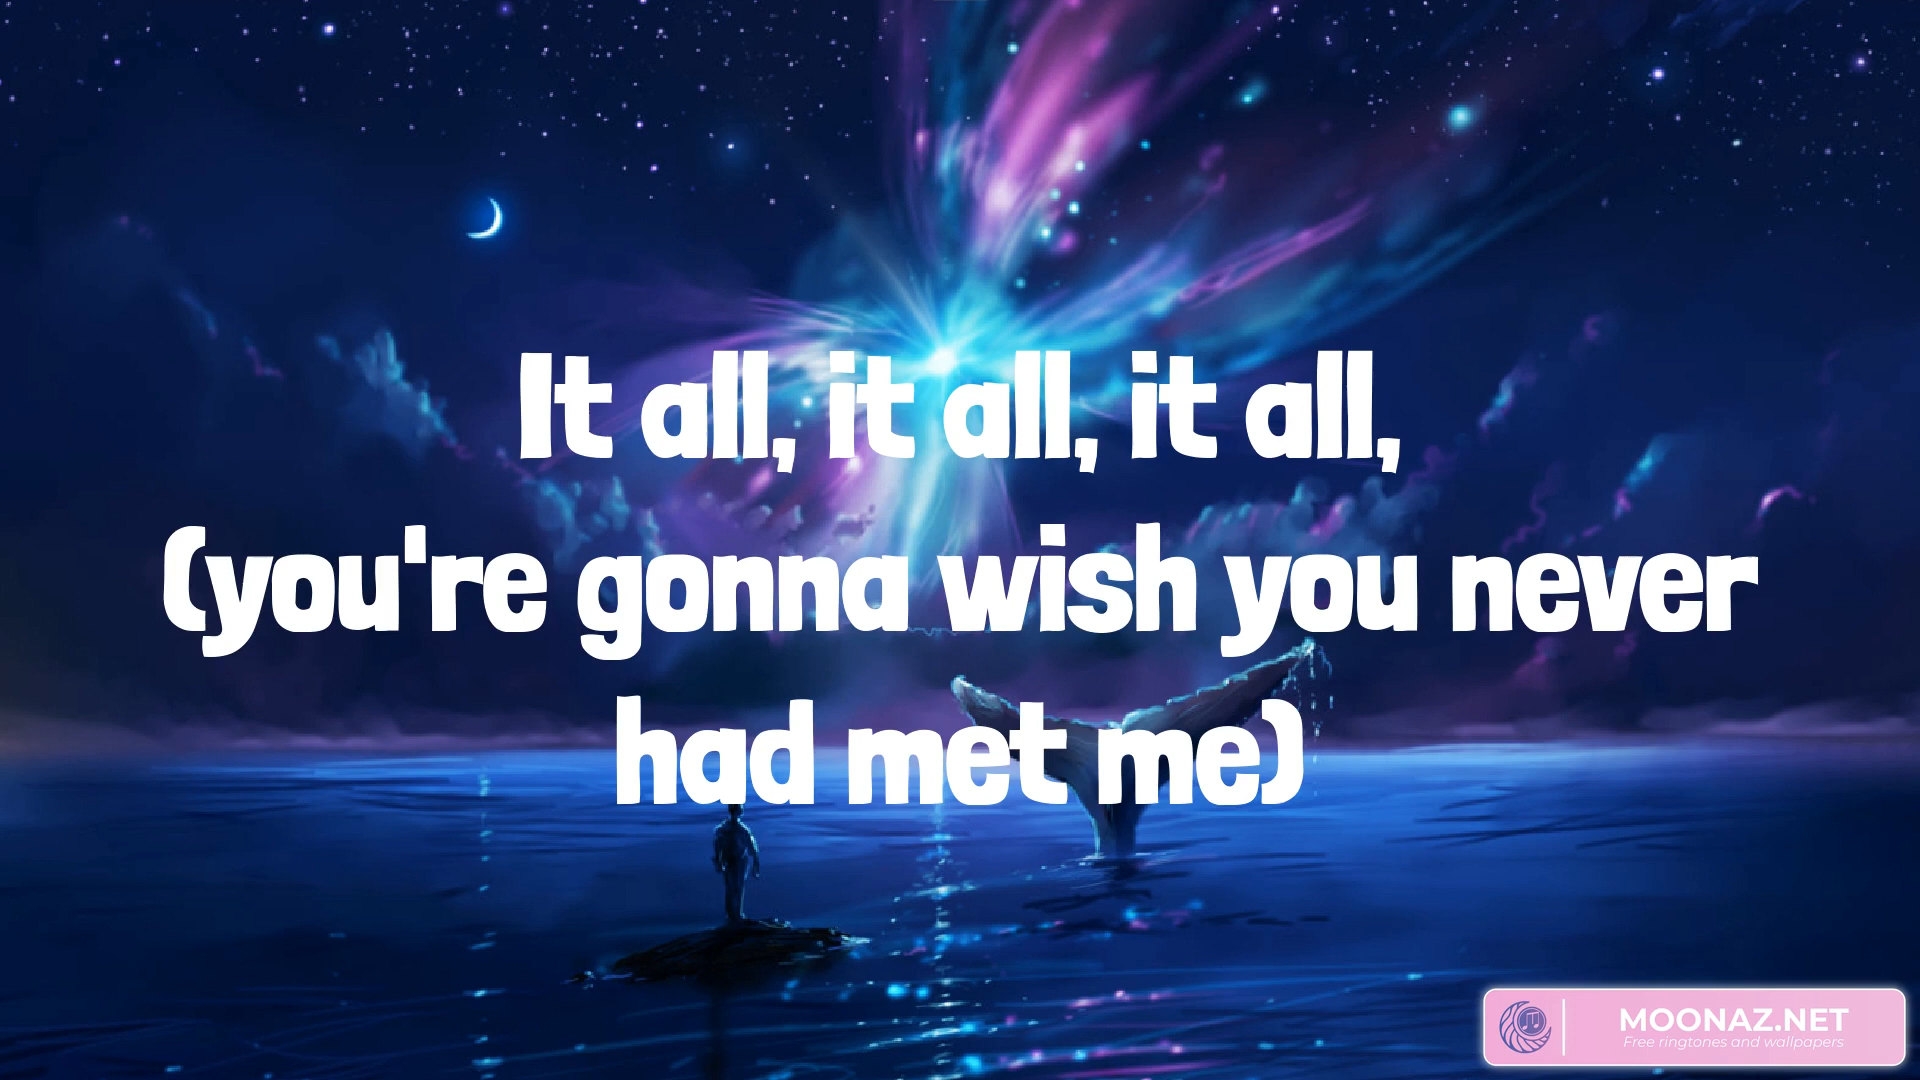 It all, it all, it all,
(you're gonna wish you never
had met me)
MOONAZ.NET
Free ringtones and wallpapers